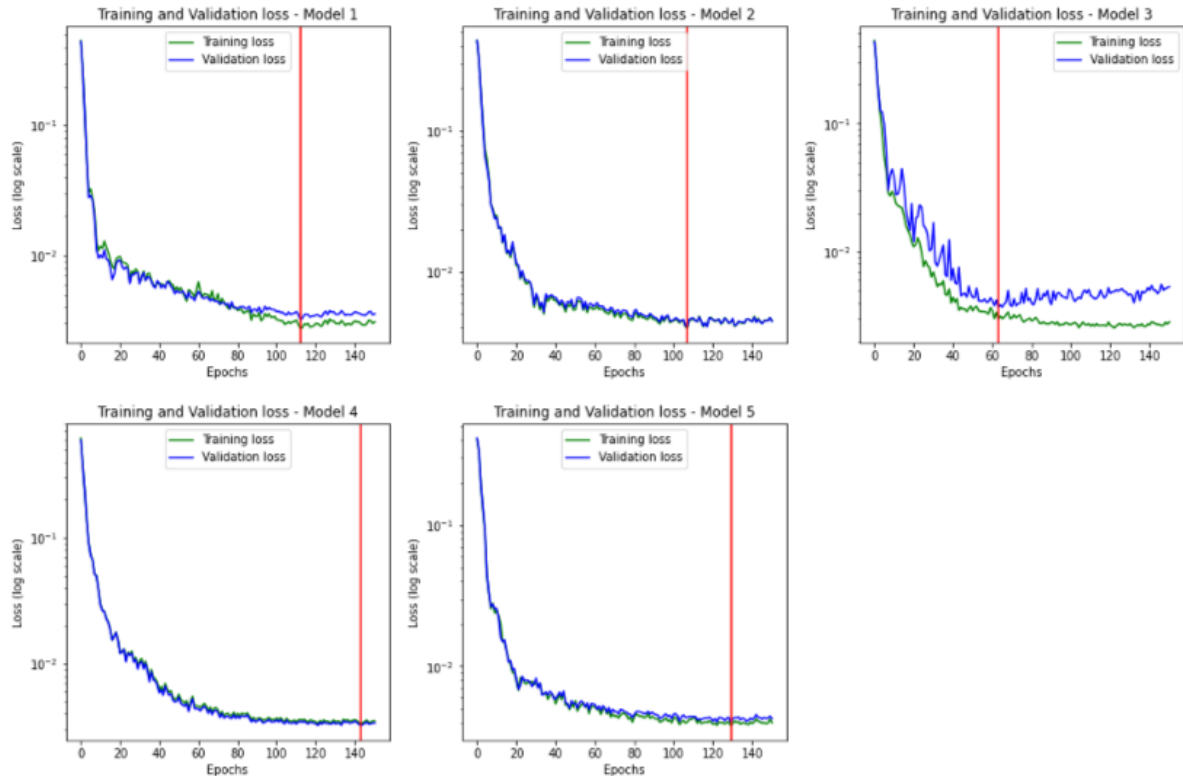 Training and Validation loss - Model 1
Training loss
Validation loss
Loss (log scale)
10⁻¹
10⁻²
0 20 40 60 80 100 120 140
Epochs
Training and Validation loss - Model 2
Training loss
Validation loss
Loss (log scale)
10⁻¹
10⁻²
0 20 40 60 80 100 120 140
Epochs
Training and Validation loss - Model 3
Training loss
Validation loss
Loss (log scale)
10⁻¹
10⁻²
0 20 40 60 80 100 120 140
Epochs
Training and Validation loss - Model 4
Training loss
Validation loss
Loss (log scale)
10⁻¹
10⁻²
0 20 40 60 80 100 120 140
Epochs
Training and Validation loss - Model 5
Training loss
Validation loss
Loss (log scale)
10⁻¹
10⁻²
0 20 40 60 80 100 120 140
Epochs